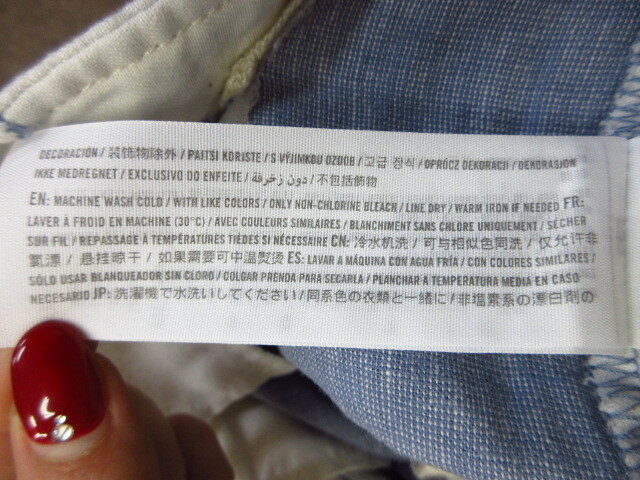 DECORACIÓN / 装飾物除外 / PAITSI KORISTE / S VÝJIMKOU OZDOB / 고급 장식 / OPRÓCZ DEKORACJI / DEKORASJON
IKKE MEDREGNET / EXCLUSIVO DO ENFEITE / دون زخرفة / 不包括飾物
EN: MACHINE WASH COLD / WITH LIKE COLORS / ONLY NON-CHLORINE BLEACH / LINE DRY / WARM IRON IF NEEDED FR:
LAVER À FROID EN MACHINE (30°C) / AVEC COULEURS SIMILAIRES / BLANCHIMENT SANS CHLORE UNIQUEMENT / SÉCHER
SUR FIL / REPASSAGE À TEMPÉRATURES TIÈDES SI NÉCESSAIRE CN: 冷水机洗 / 可与相似色同洗 / 仅允许非
氯漂 / 悬挂晾干 / 如果需要可中温熨烫 ES: LAVAR A MÁQUINA CON AGUA FRÍA / CON COLORES SIMILARES /
SÓLO USAR BLANQUEADOR SIN CLORO / COLGAR PRENDA PARA SECARLA / PLANCHAR A TEMPERATURA MEDIA EN CASO
NECESARIO JP: 洗濯機で水洗いしてください / 同系色の衣類と一緒に / 非塩素系の漂白剤の